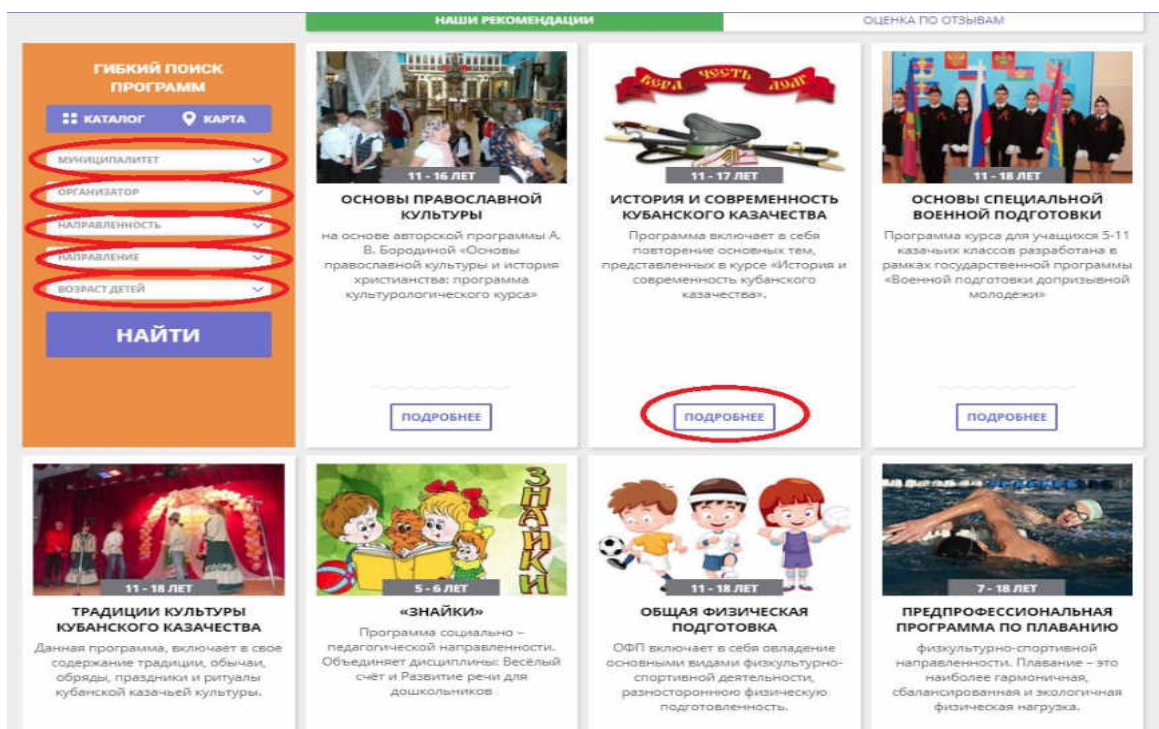 НАШИ РЕКОМЕНДАЦИИ
ОЦЕНКА ПО ОТЗЫВАМ
ГИБКИЙ ПОИСК
ПРОГРАММ
КАТАЛОГ
КАРТА
МУНИЦИПАЛИТЕТ
ОРГАНИЗАТОР
НАПРАВЛЕННОСТЬ
НАПРАВЛЕНИЕ
ВОЗРАСТ ДЕТЕЙ
НАЙТИ
11 - 16 ЛЕТ
ОСНОВЫ ПРАВОСЛАВНОЙ
КУЛЬТУРЫ
на основе авторской программы А.
В. Бородиной «Основы
православной культуры и история
христианства: программа
культурологического курса»
ПОДРОБНЕЕ
ВЕРА ЧЕСТЬ ДОЛГ
11 - 17 ЛЕТ
ИСТОРИЯ И СОВРЕМЕННОСТЬ
КУБАНСКОГО КАЗАЧЕСТВА
Программа включает в себя
повторение основных тем,
представленных в курсе «История и
современность кубанского
казачества».
ПОДРОБНЕЕ
11 - 18 ЛЕТ
ОСНОВЫ СПЕЦИАЛЬНОЙ
ВОЕННОЙ ПОДГОТОВКИ
Программа курса для учащихся 5-11
казачьих классов разработана в
рамках государственной программы
«Военной подготовки допризывной
молодежи»
ПОДРОБНЕЕ
11 - 18 ЛЕТ
ТРАДИЦИИ КУЛЬТУРЫ
КУБАНСКОГО КАЗАЧЕСТВА
Данная программа, включает в свое
содержание традиции, обычаи,
обряды, праздники и ритуалы
кубанской казачьей культуры.
ЗНАЙКИ
5 - 6 ЛЕТ
«ЗНАЙКИ»
Программа социально –
педагогической направленности.
Объединяет дисциплины: Весёлый
счёт и Развитие речи для
дошкольников
11 - 18 ЛЕТ
ОБЩАЯ ФИЗИЧЕСКАЯ
ПОДГОТОВКА
ОФП включает в себя овладение
основными видами физкультурно-
спортивной деятельности,
разностороннюю физическую
подготовленность.
7 - 18 ЛЕТ
ПРЕДПРОФЕССИОНАЛЬНАЯ
ПРОГРАММА ПО ПЛАВАНИЮ
физкультурно-спортивной
направленности. Плавание – это
наиболее гармоничная,
сбалансированная и экологичная
физическая нагрузка.